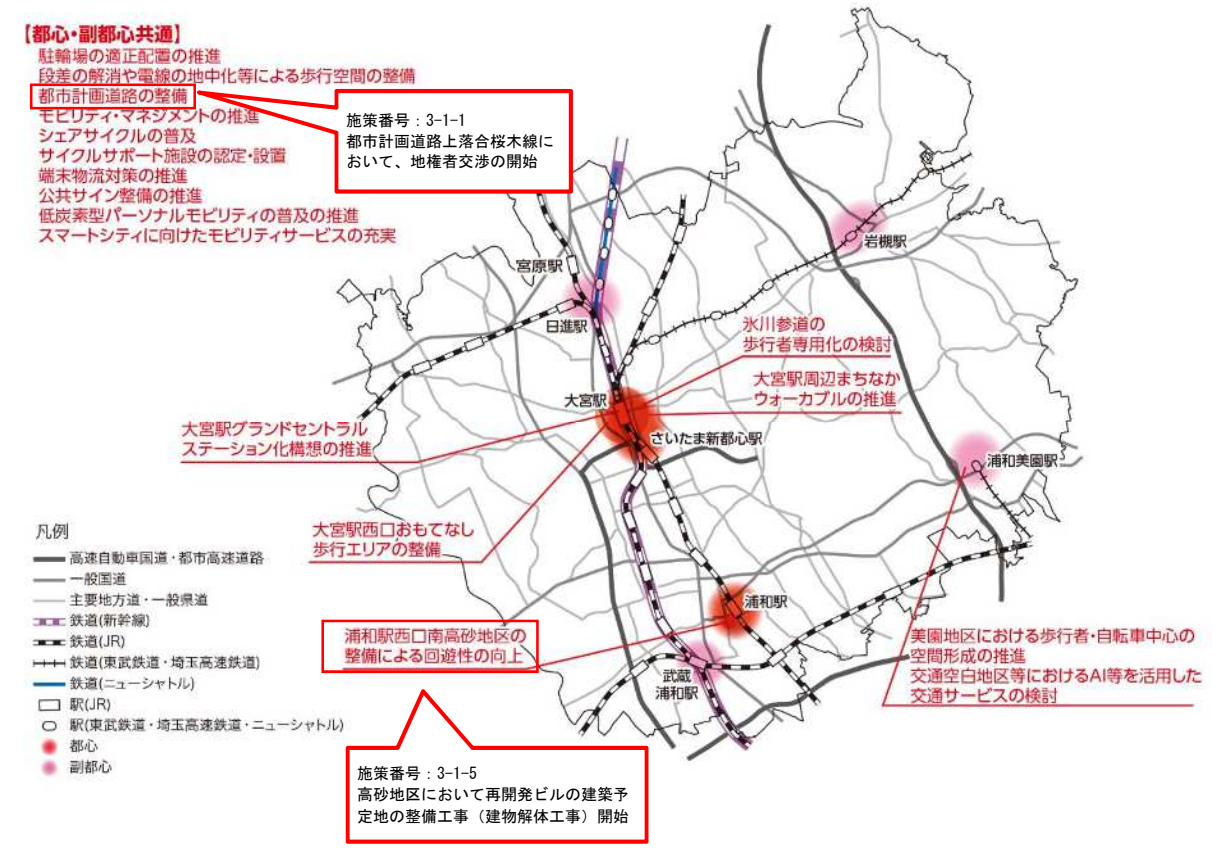 【都心・副都心共通】
駐輪場の適正配置の推進
段差の解消や電線の地中化等による歩行空間の整備
都市計画道路の整備
モビリティ・マネジメントの推進
シェアサイクルの普及
サイクルサポート施設の認定・設置
端末物流対策の推進
公共サイン整備の推進
低炭素型パーソナルモビリティの普及の推進
スマートシティに向けたモビリティサービスの充実
施策番号：3-1-1
都市計画道路上落合桜木線に
おいて、地権者交渉の開始
岩槻駅
宮原駅
日進駅
氷川参道の
歩行者専用化の検討
大宮駅周辺まちなか
ウォーカブルの推進
大宮駅
さいたま新都心駅
大宮駅グランドセントラル
ステーション化構想の推進
浦和美園駅
大宮駅西口おもてなし
歩行エリアの整備
浦和駅
浦和駅西口南高砂地区の
整備による回遊性の向上
武蔵
浦和駅
美園地区における歩行者・自転車中心の
空間形成の推進
交通空白地区等におけるAI等を活用した
交通サービスの検討
凡例
高速自動車国道・都市高速道路
一般国道
主要地方道・一般県道
鉄道(新幹線)
鉄道(JR)
鉄道(東武鉄道・埼玉高速鉄道)
鉄道(ニューシャトル)
駅(JR)
駅(東武鉄道・埼玉高速鉄道・ニューシャトル)
都心
副都心
施策番号：3-1-5
高砂地区において再開発ビルの建築予
定地の整備工事（建物解体工事）開始